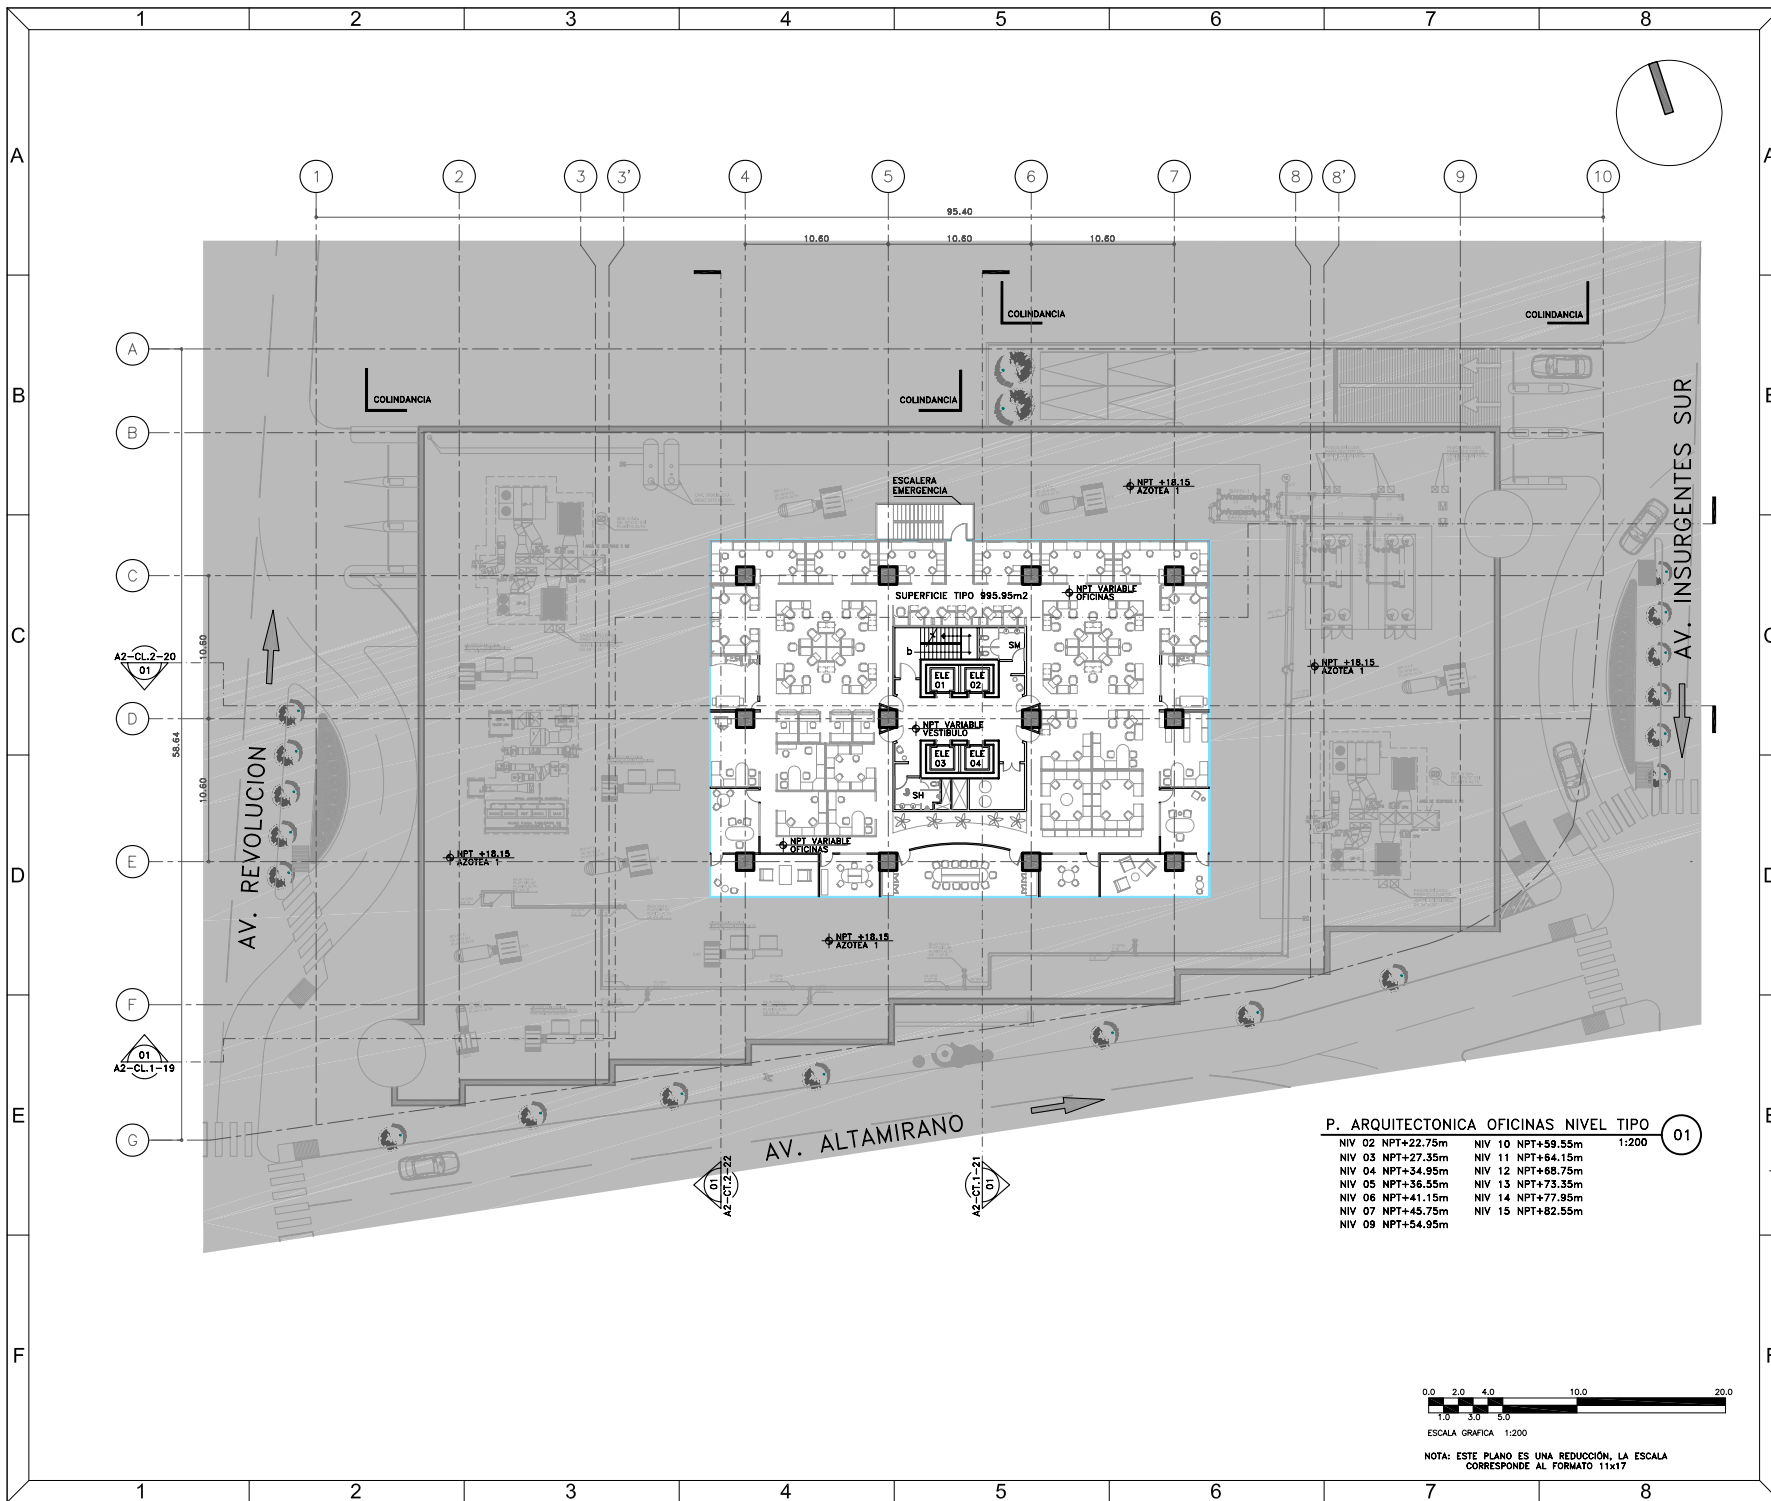 1 2 3 4 5 6 7 8
A
1 2 3 3' 4 5 6 7 8 8' 9 10
95.40
10.60 10.60 10.60
COLINDANCIA COLINDANCIA
A
B
COLINDANCIA COLINDANCIA
B
AV. INSURGENTES SUR
ESCALERA
EMERGENCIA
NPT +18.15
AZOTEA 1
C
SUPERFICIE TIPO 995.95m2
NPT VARIABLE
OFICINAS
C
10.60
b
SM
A2-CL.2-20
01
ELE
01
ELE
02
NPT +18.15
AZOTEA 1
D
NPT VARIABLE
VESTIBULO
58.64
ELE
03
ELE
04
10.60
SH
AV. REVOLUCION
NPT VARIABLE
OFICINAS
NPT +18.15
AZOTEA 1
E
D
NPT +18.15
AZOTEA 1
F
01
A2-CL.1-19
E
G
AV. ALTAMIRANO
01
A2-CT.2-22
01
A2-CT.1-21
P. ARQUITECTONICA OFICINAS NIVEL TIPO
01
1:200
NIV 02 NPT+22.75m NIV 10 NPT+59.55m
NIV 03 NPT+27.35m NIV 11 NPT+64.15m
NIV 04 NPT+34.95m NIV 12 NPT+68.75m
NIV 05 NPT+36.55m NIV 13 NPT+73.35m
NIV 06 NPT+41.15m NIV 14 NPT+77.95m
NIV 07 NPT+45.75m NIV 15 NPT+82.55m
NIV 09 NPT+54.95m
F
0.0 2.0 4.0 10.0 20.0
1.0 3.0 5.0
ESCALA GRAFICA 1:200
NOTA: ESTE PLANO ES UNA REDUCCIÓN, LA ESCALA
CORRESPONDE AL FORMATO 11x17
1 2 3 4 5 6 7 8